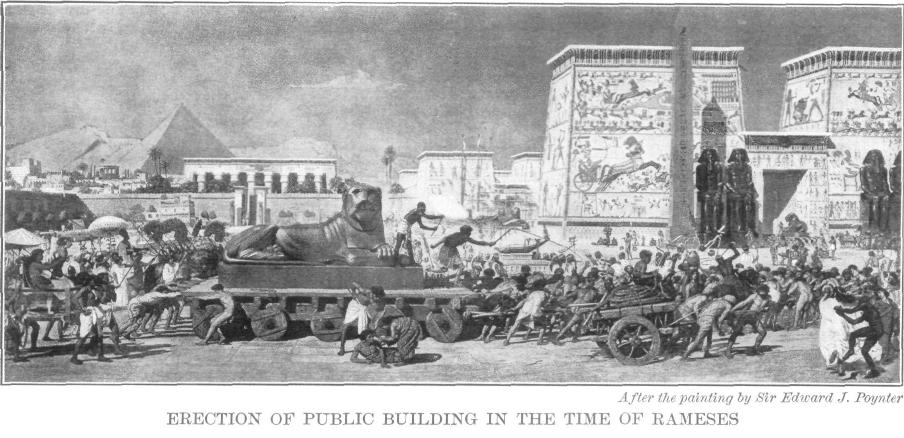 After the painting by Sir Edward J. Poynter
ERECTION OF PUBLIC BUILDING IN THE TIME OF RAMESES